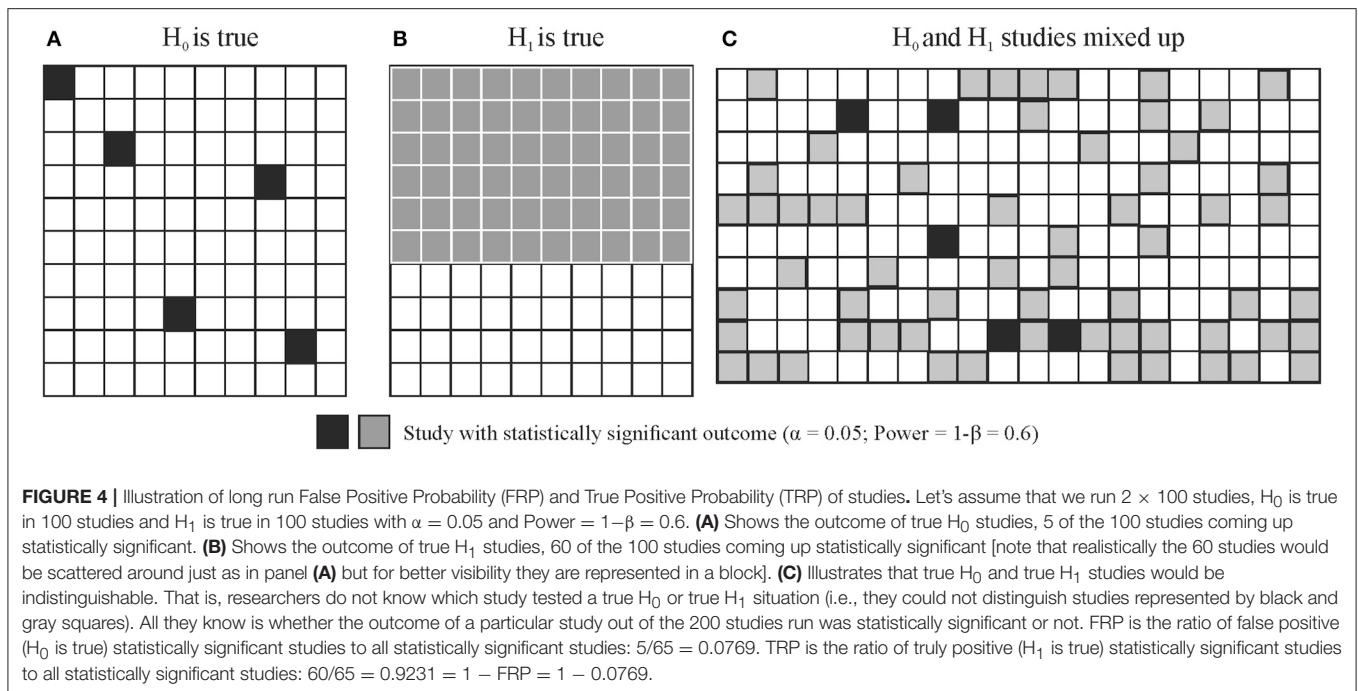 A H₀ is true B H₁ is true C H₀ and H₁ studies mixed up
Study with statistically significant outcome (α = 0.05; Power = 1-β = 0.6)
FIGURE 4 | Illustration of long run False Positive Probability (FRP) and True Positive Probability (TRP) of studies. Let's assume that we run 2 × 100 studies, H₀ is true
in 100 studies and H₁ is true in 100 studies with α = 0.05 and Power = 1−β = 0.6. (A) Shows the outcome of true H₀ studies, 5 of the 100 studies coming up
statistically significant. (B) Shows the outcome of true H₁ studies, 60 of the 100 studies coming up statistically significant [note that realistically the 60 studies would
be scattered around just as in panel (A) but for better visibility they are represented in a block]. (C) Illustrates that true H₀ and true H₁ studies would be
indistinguishable. That is, researchers do not know which study tested a true H₀ or true H₁ situation (i.e., they could not distinguish studies represented by black and
gray squares). All they know is whether the outcome of a particular study out of the 200 studies run was statistically significant or not. FRP is the ratio of false positive
(H₀ is true) statistically significant studies to all statistically significant studies: 5/65 = 0.0769. TRP is the ratio of truly positive (H₁ is true) statistically significant studies
to all statistically significant studies: 60/65 = 0.9231 = 1 − FRP = 1 − 0.0769.